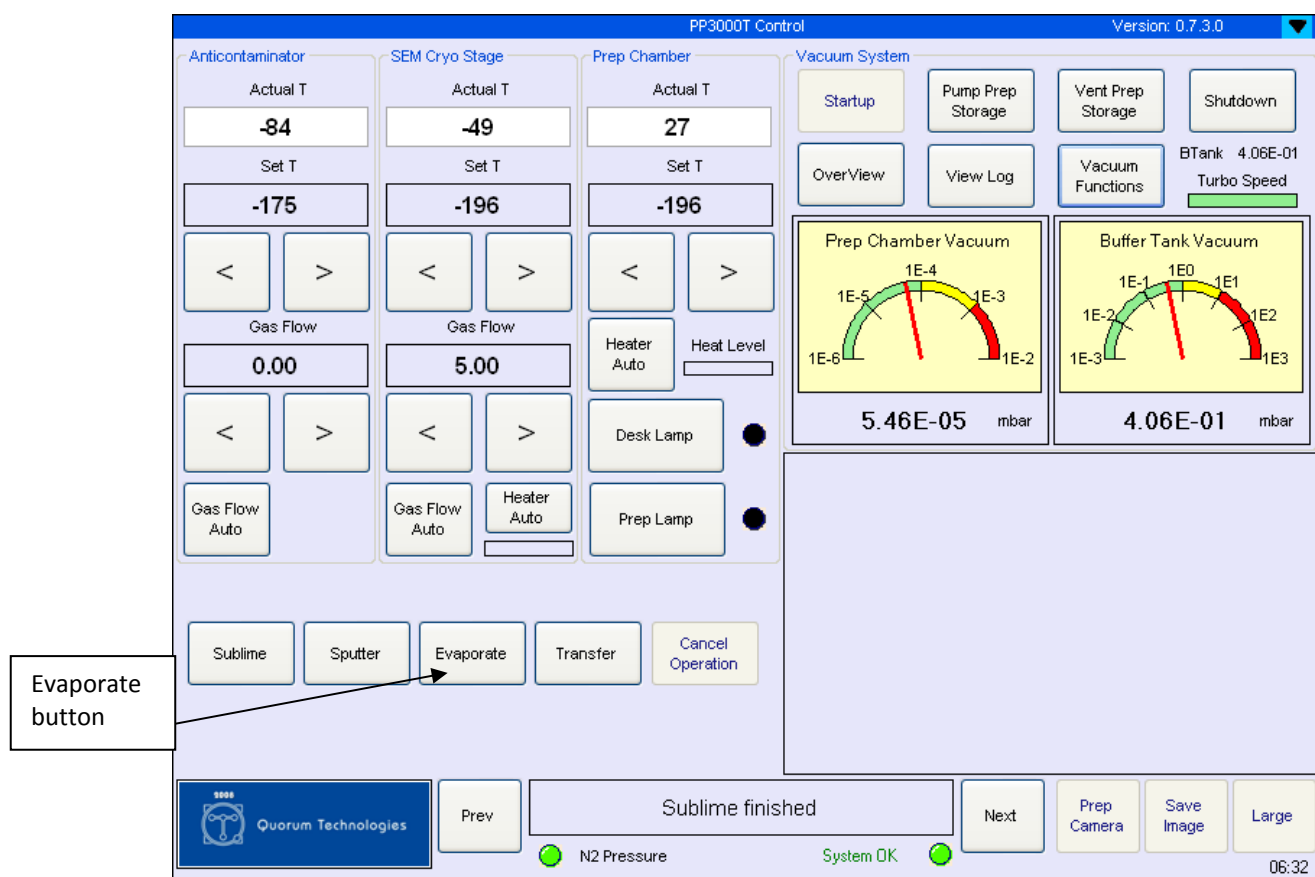 PP3000T Control
Version: 0.7.3.0
Anticontaminator
Actual T
-84
Set T
-175
<
>
Gas Flow
0.00
<
>
Gas Flow
Auto
SEM Cryo Stage
Actual T
-49
Set T
-196
<
>
Gas Flow
5.00
<
>
Gas Flow
Auto
Heater
Auto
Prep Chamber
Actual T
27
Set T
-196
<
>
Heater
Auto
Heat Level
Desk Lamp
Prep Lamp
Vacuum System
Startup
Pump Prep
Storage
Vent Prep
Storage
Shutdown
OverView
View Log
Vacuum
Functions
BTank 4.06E-01
Turbo Speed
Prep Chamber Vacuum
1E-6
1E-5
1E-4
1E-3
1E-2
5.46E-05 mbar
Buffer Tank Vacuum
1E-3
1E-2
1E-1
1E0
1E1
1E2
1E3
4.06E-01 mbar
Sublime
Sputter
Evaporate
Transfer
Cancel
Operation
Evaporate
button
2008
Quorum Technologies
Prev
Sublime finished
Next
N2 Pressure
System OK
Prep
Camera
Save
Image
Large
06:32